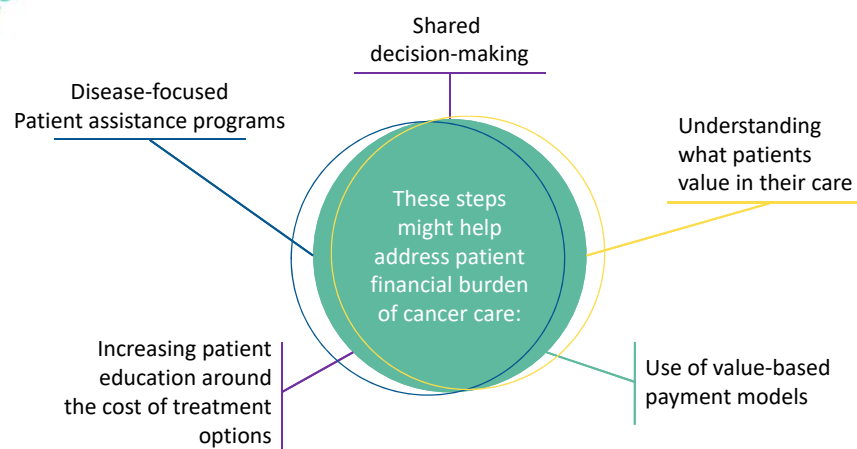 Shared
decision-making
Disease-focused
Patient assistance programs
Understanding
what patients
value in their care
These steps
might help
address patient
financial burden
of cancer care:
Increasing patient
education around
the cost of treatment
options
Use of value-based
payment models